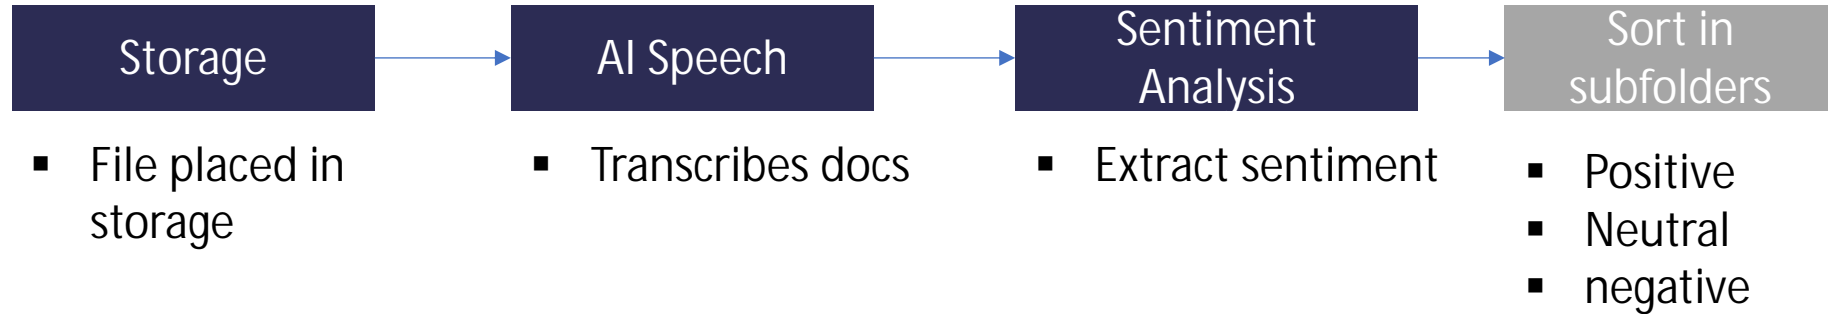 Storage
AI Speech
Sentiment
Analysis
Sort in
subfolders
▪ File placed in
storage
▪ Transcribes docs
▪ Extract sentiment
▪ Positive
▪ Neutral
▪ negative